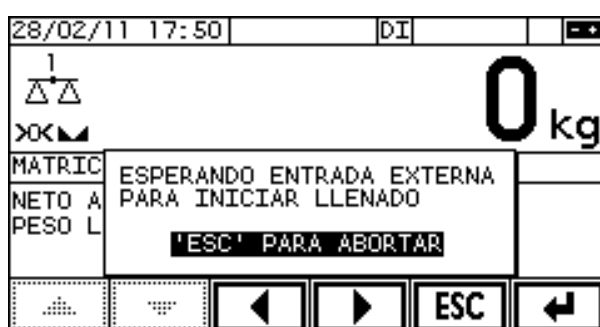 28/02/11 17:50 DI
1
0 kg
MATRIC
ESPERANDO ENTRADA EXTERNA
PARA INICIAR LLENADO
NETO A
PESO L
'ESC' PARA ABORTAR
ESC